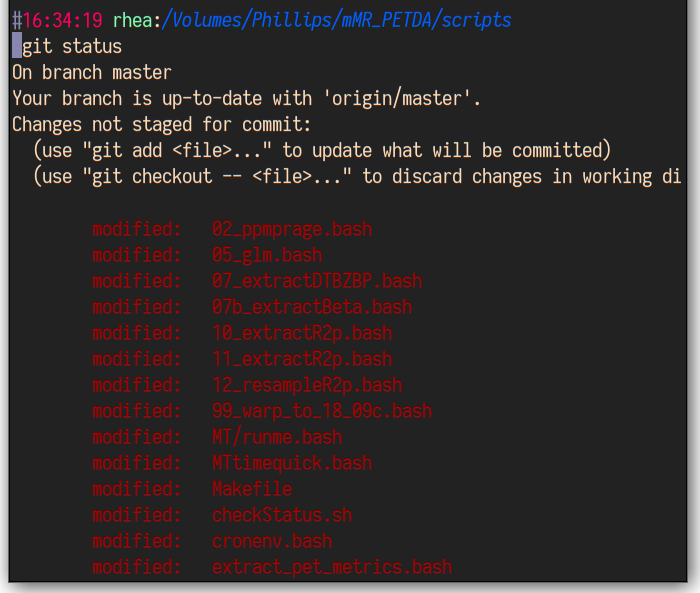 #16:34:19 rhea:/Volumes/Phillips/mMR_PETDA/scripts
git status
On branch master
Your branch is up-to-date with 'origin/master'.
Changes not staged for commit:
  (use "git add <file>..." to update what will be committed)
  (use "git checkout -- <file>..." to discard changes in working di
        modified:   02_ppmprage.bash
        modified:   05_glm.bash
        modified:   07_extractDTBZBP.bash
        modified:   07b_extractBeta.bash
        modified:   10_extractR2p.bash
        modified:   11_extractR2p.bash
        modified:   12_resampleR2p.bash
        modified:   99_warp_to_18_09c.bash
        modified:   MT/runme.bash
        modified:   MTtimequick.bash
        modified:   Makefile
        modified:   checkStatus.sh
        modified:   cronenv.bash
        modified:   extract_pet_metrics.bash